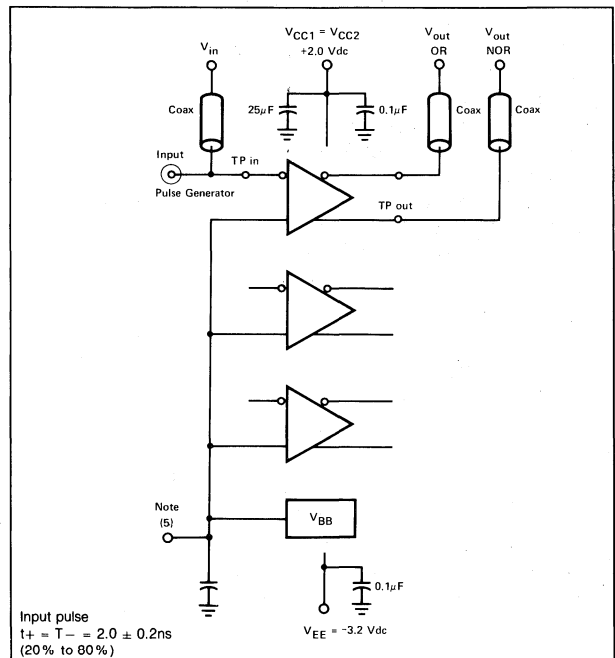 V_in
V_CC1 = V_CC2
+2.0 Vdc
V_out
OR
V_out
NOR
Coax
25µF
0.1µF
Coax
Coax
Input
TP in
Pulse Generator
TP out
Note
(5)
V_BB
0.1µF
V_EE = -3.2 Vdc
Input pulse
t+ = T- = 2.0 ± 0.2ns
(20% to 80%)